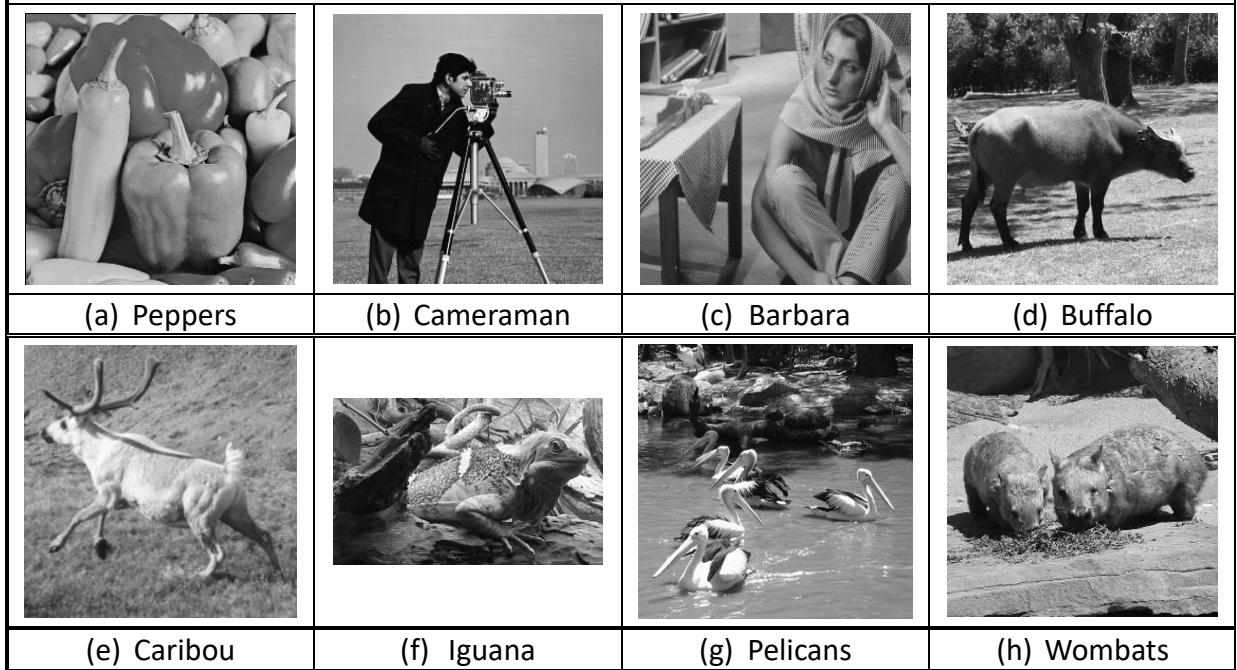 (a) Peppers
(b) Cameraman
(c) Barbara
(d) Buffalo
(e) Caribou
(f) Iguana
(g) Pelicans
(h) Wombats